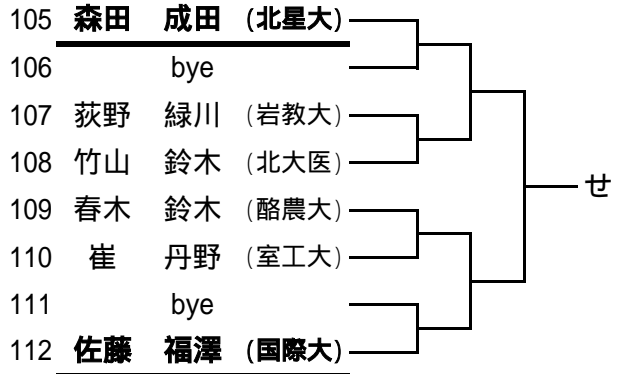 105 森田 成田 (北星大)
106 bye
107 荻野 緑川 (岩教大)
108 竹山 鈴木 (北大医)
109 春木 鈴木 (酪農大)
110 崔 丹野 (室工大)
111 bye
112 佐藤 福澤 (国際大)
せ